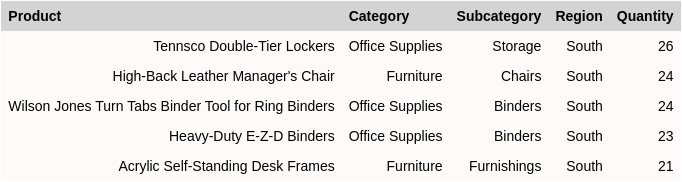 Product Category Subcategory Region Quantity
Tennsco Double-Tier Lockers Office Supplies Storage South 26
High-Back Leather Manager's Chair Furniture Chairs South 24
Wilson Jones Turn Tabs Binder Tool for Ring Binders Office Supplies Binders South 24
Heavy-Duty E-Z-D Binders Office Supplies Binders South 23
Acrylic Self-Standing Desk Frames Furniture Furnishings South 21